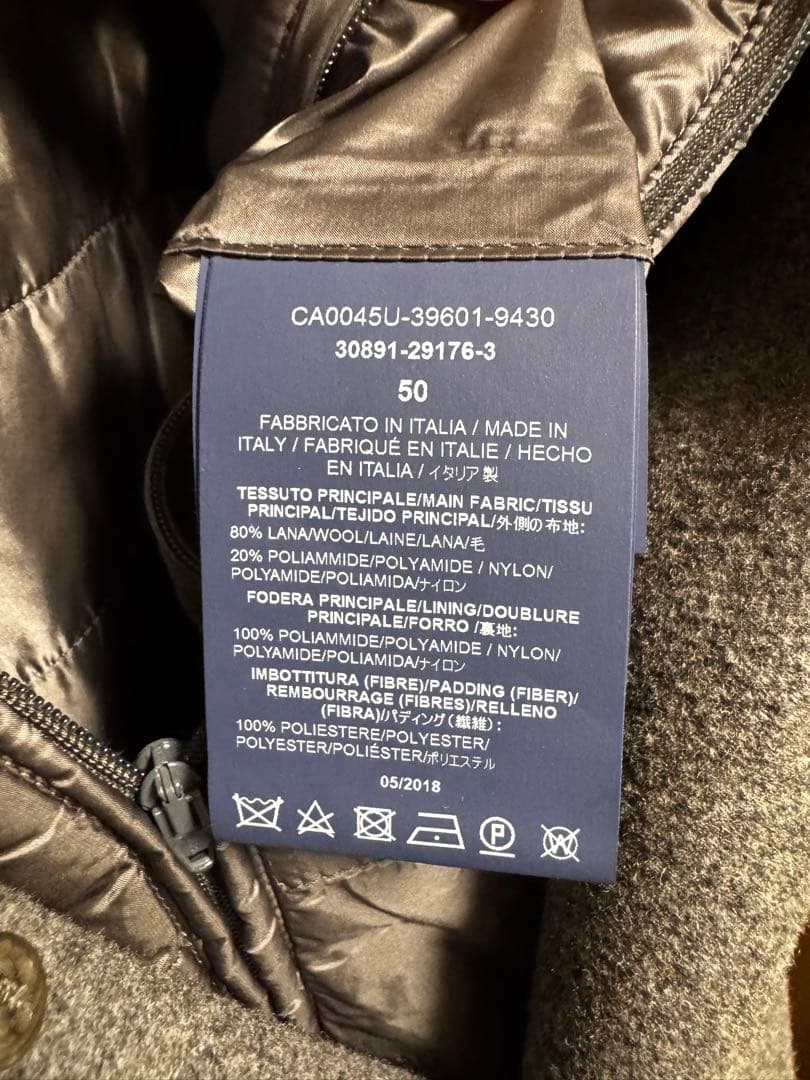 CA0045U-39601-9430
30891-29176-3
50
FABBRICATO IN ITALIA / MADE IN
ITALY / FABRIQUÉ EN ITALIE / HECHO
EN ITALIA / イタリア製
TESSUTO PRINCIPALE/MAIN FABRIC/TISSU
PRINCIPAL/TEJIDO PRINCIPAL/外側の布地:
80% LANA/WOOL/LAINE/LANA/毛
20% POLIAMMIDE/POLYAMIDE / NYLON/
POLYAMIDE/POLIAMIDA/ナイロン
FODERA PRINCIPALE/LINING/DOUBLURE
PRINCIPALE/FORRO /裏地:
100% POLIAMMIDE/POLYAMIDE / NYLON/
POLYAMIDE/POLIAMIDA/ナイロン
IMBOTTITURA (FIBRE)/PADDING (FIBER)/
REMBOURRAGE (FIBRES)/RELLENO
(FIBRA)/パディング(繊維):
100% POLIESTERE/POLYESTER/
POLYESTER/POLIÉSTER/ポリエステル
05/2018
P W